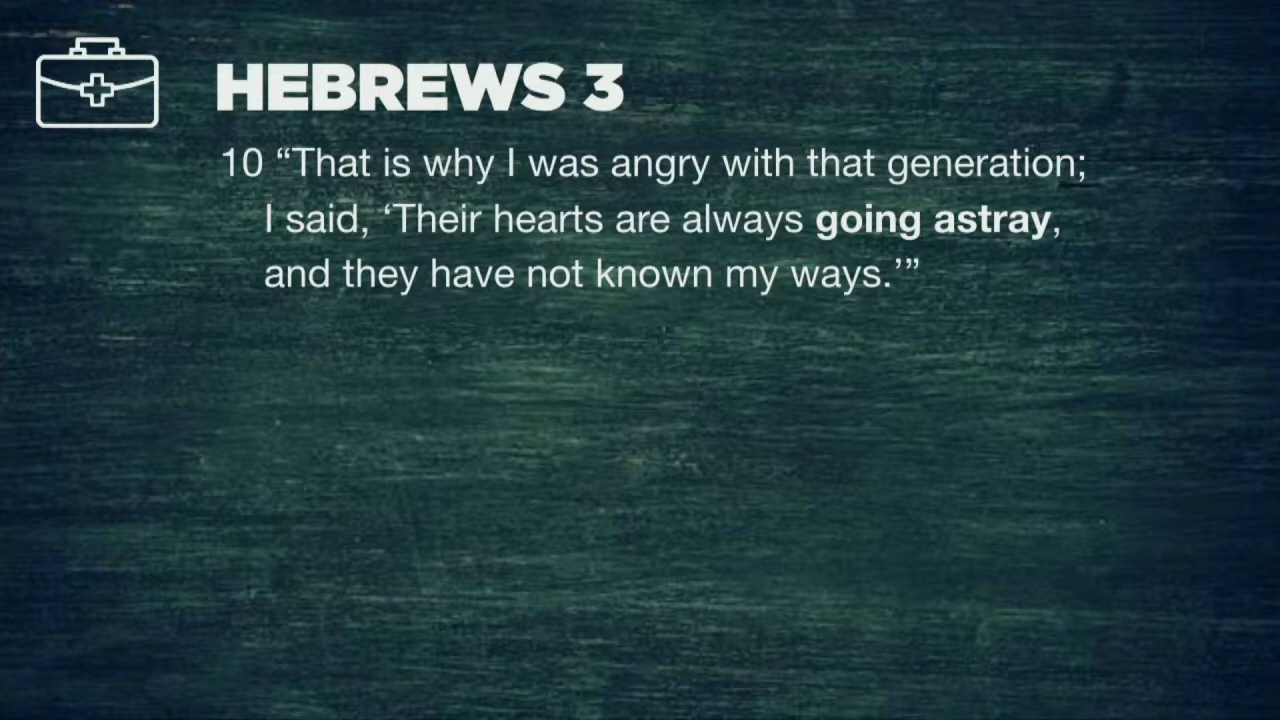 HEBREWS 3
10 “That is why I was angry with that generation;
I said, ‘Their hearts are always going astray,
and they have not known my ways.’”